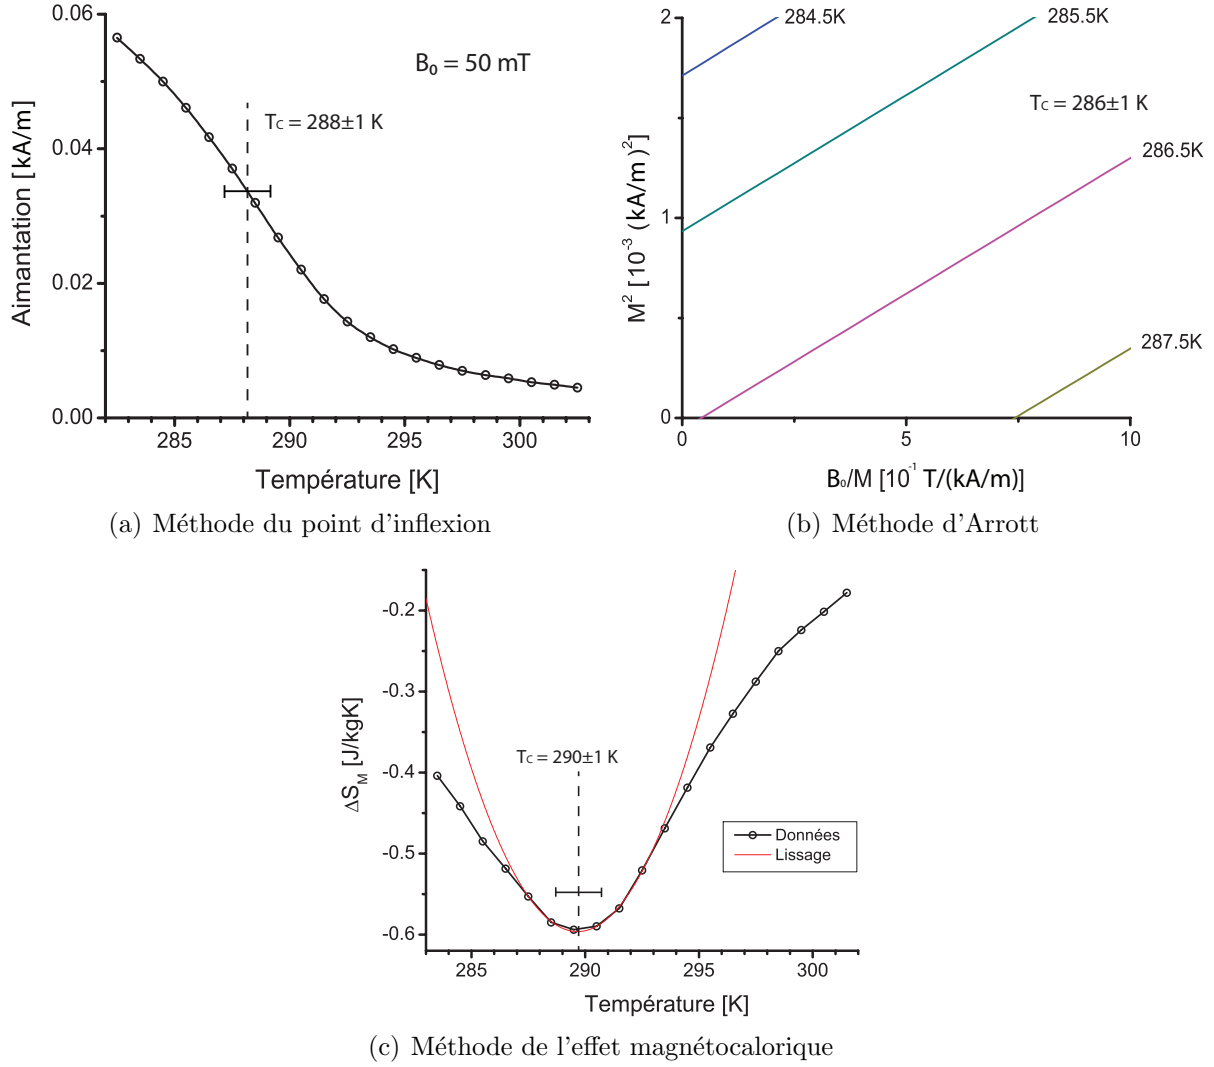 0.06
0.04
0.02
0.00
Aimantation [ kA/m]
B₀ = 50 mT
TC = 288±1 K
285
290
295
300
Température [K]
(a) Méthode du point d'inflexion
2
1
0
M² [10⁻³ (kA/m)²]
284.5K
285.5K
TC = 286±1 K
286.5K
287.5K
0
5
10
B₀/M [10⁻¹ T/(kA/m)]
(b) Méthode d'Arrott
-0.2
-0.3
-0.4
-0.5
-0.6
ΔS_M [J/kgK]
TC = 290±1 K
Données
Lissage
285
290
295
300
Température [K]
(c) Méthode de l'effet magnétocalorique